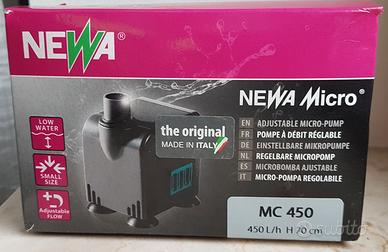 NEWA®
LOW
WATER
SMALL
SIZE
Adjustable
FLOW
the original
MADE IN ITALY
NEWA Micro®
EN ADJUSTABLE MICRO-PUMP
FR POMPE À DÉBIT RÉGLABLE
DE EINSTELLBARE MIKROPUMPE
NL REGELBARE MICROPOMP
ES MICROBOMBA AJUSTABLE
IT MICRO-POMPA REGOLABILE
MC 450
450 L/h H 70 cm
subito